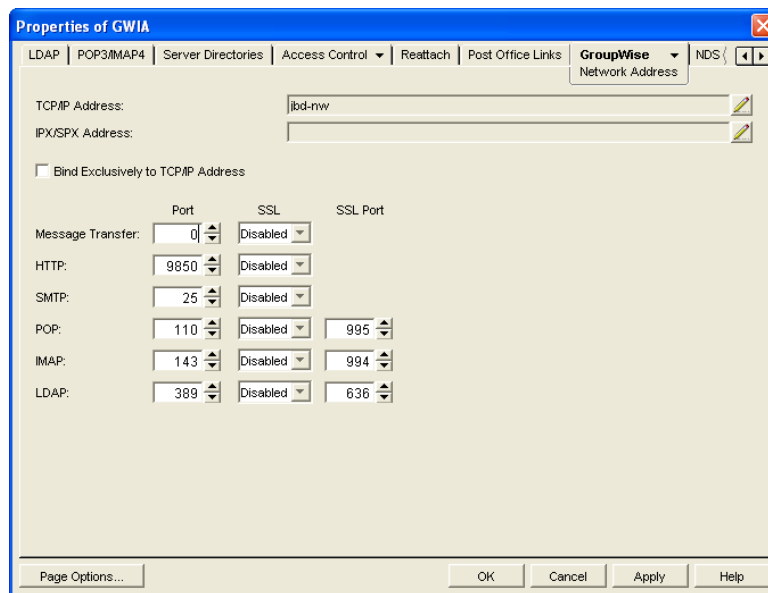 Properties of GWIA
LDAP POP3/IMAP4 Server Directories Access Control Reattach Post Office Links GroupWise NDS
Network Address
TCP/IP Address: jbd-nw
IPX/SPX Address:
Bind Exclusively to TCP/IP Address
Port SSL SSL Port
Message Transfer: 0 Disabled
HTTP: 9850 Disabled
SMTP: 25 Disabled
POP: 110 Disabled 995
IMAP: 143 Disabled 994
LDAP: 389 Disabled 636
Page Options... OK Cancel Apply Help